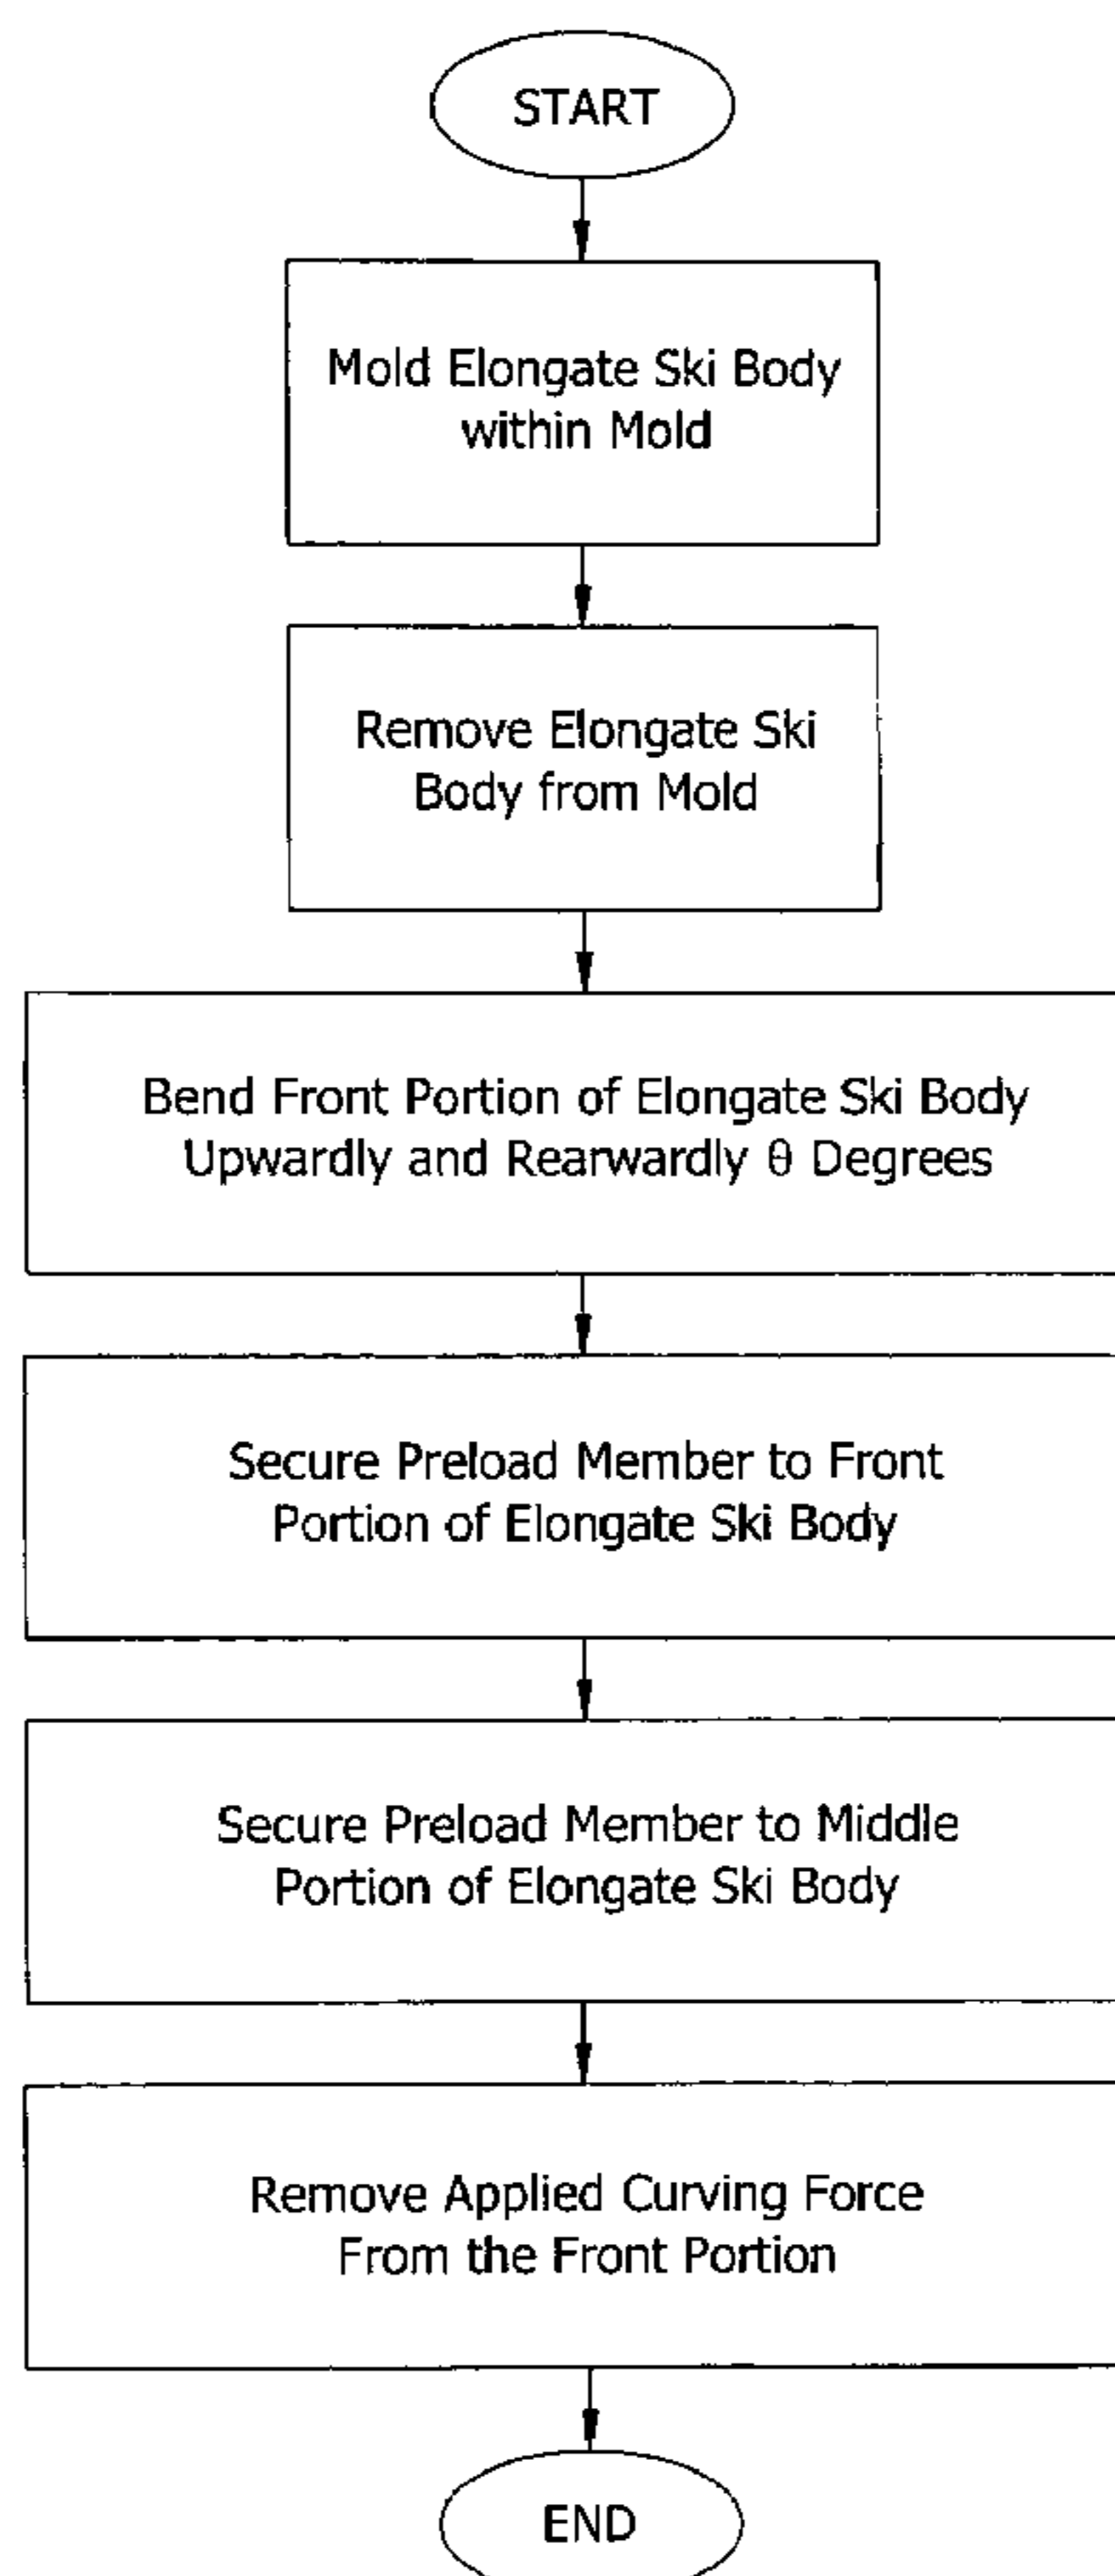 START
Mold Elongate Ski Body
within Mold
Remove Elongate Ski
Body from Mold
Bend Front Portion of Elongate Ski Body
Upwardly and Rearwardly θ Degrees
Secure Preload Member to Front
Portion of Elongate Ski Body
Secure Preload Member to Middle
Portion of Elongate Ski Body
Remove Applied Curving Force
From the Front Portion
END